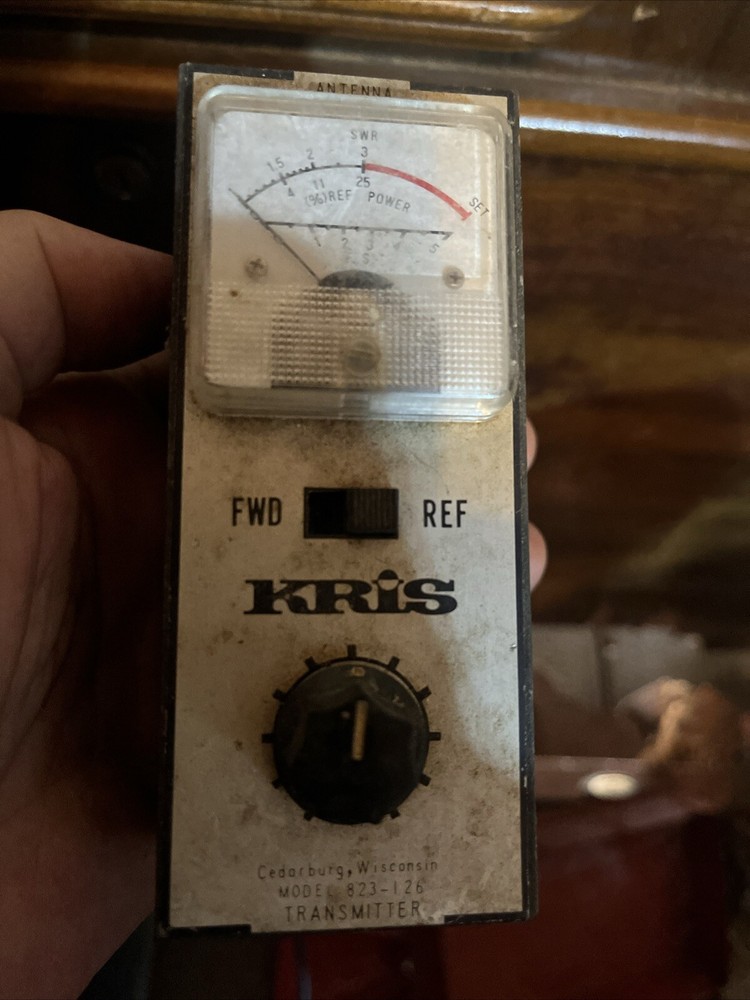 ANTENNA
SWR
1.5 2 3 SET
4 11 25
(%)REF POWER
1 2 3 4 5
S
FWD REF
KRIS
Cedarburg, Wisconsin
MODEL 823-126
TRANSMITTER